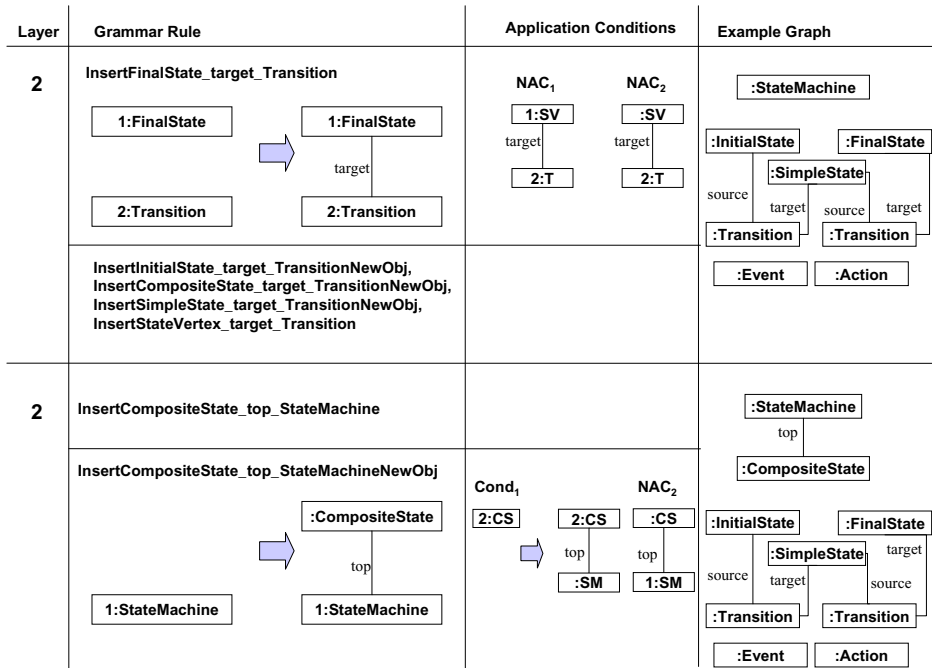 Layer
Grammar Rule
Application Conditions
Example Graph
2
InsertFinalState_target_Transition
1:FinalState
2:Transition
1:FinalState
target
2:Transition
NAC1
1:SV
target
2:T
NAC2
:SV
target
2:T
:StateMachine
:InitialState
:FinalState
:SimpleState
source
target
source
target
:Transition
:Transition
:Event
:Action
InsertInitialState_target_TransitionNewObj,
InsertCompositeState_target_TransitionNewObj,
InsertSimpleState_target_TransitionNewObj,
InsertStateVertex_target_Transition
2
InsertCompositeState_top_StateMachine
InsertCompositeState_top_StateMachineNewObj
1:StateMachine
:CompositeState
top
1:StateMachine
Cond1
2:CS
2:CS
top
:SM
NAC2
:CS
top
1:SM
:StateMachine
top
:CompositeState
:InitialState
:FinalState
:SimpleState
target
source
target
source
:Transition
:Transition
:Event
:Action